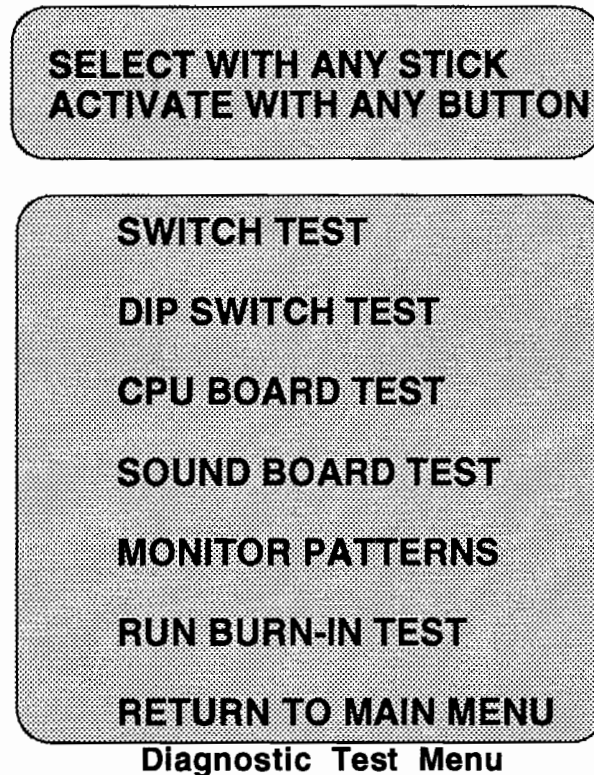 SELECT WITH ANY STICK
ACTIVATE WITH ANY BUTTON
SWITCH TEST
DIP SWITCH TEST
CPU BOARD TEST
SOUND BOARD TEST
MONITOR PATTERNS
RUN BURN-IN TEST
RETURN TO MAIN MENU
Diagnostic Test Menu